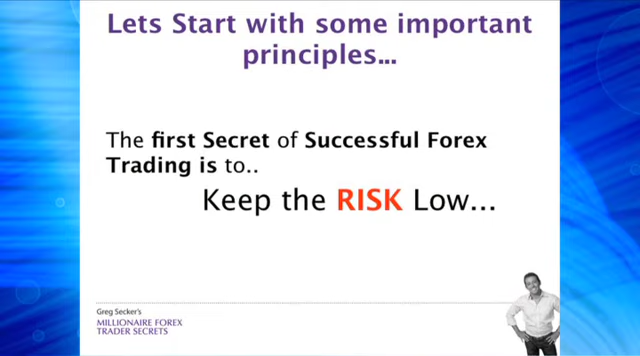 Lets Start with some important
principles...
The first Secret of Successful Forex
Trading is to..
Keep the RISK Low...
Greg Secker's
MILLIONAIRE FOREX
TRADER SECRETS